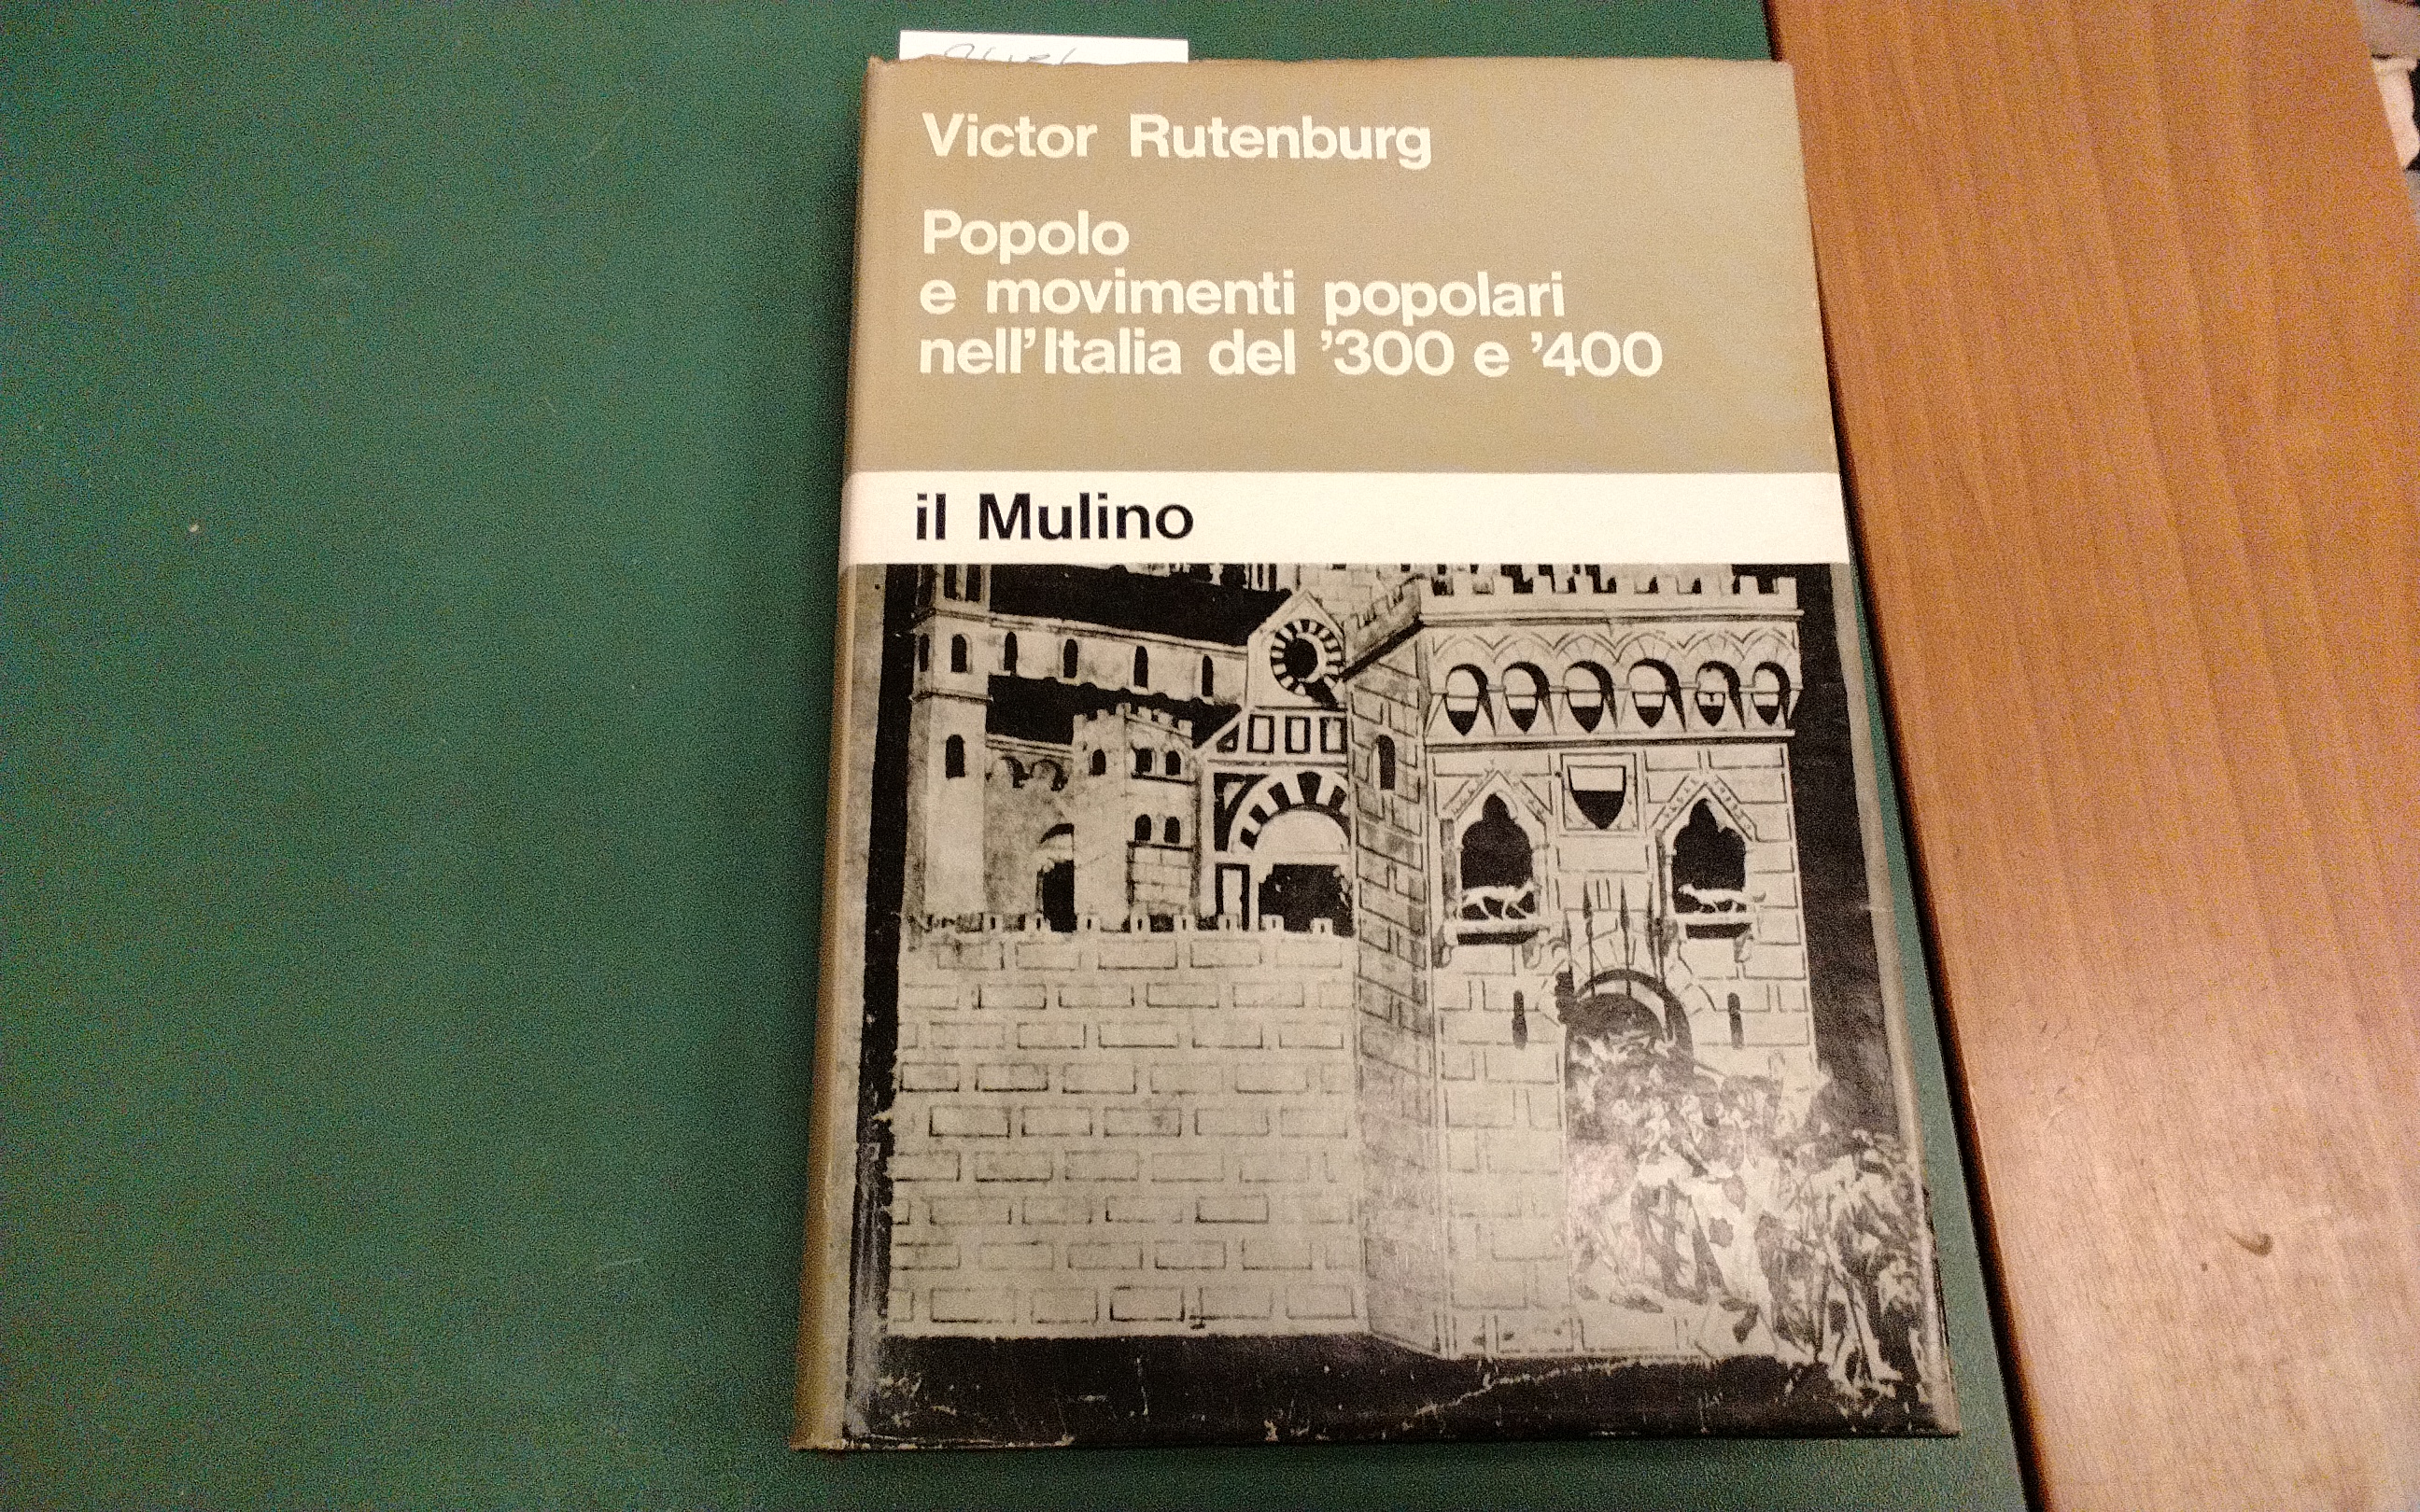 Victor Rutenburg
Popolo
e movimenti popolari
nell'Italia del '300 e '400
il Mulino